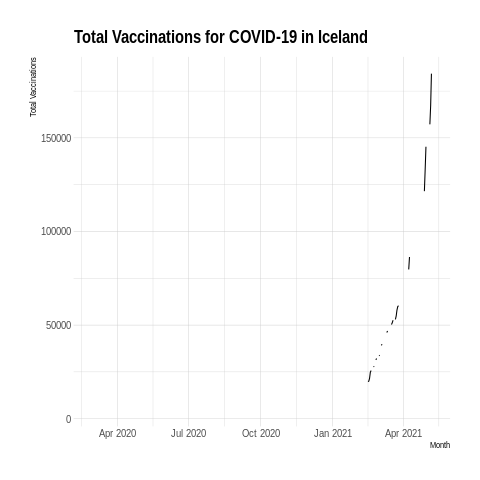 Total Vaccinations for COVID-19 in Iceland
Total Vaccinations
150000
100000
50000
0
Apr 2020 Jul 2020 Oct 2020 Jan 2021 Apr 2021
Month